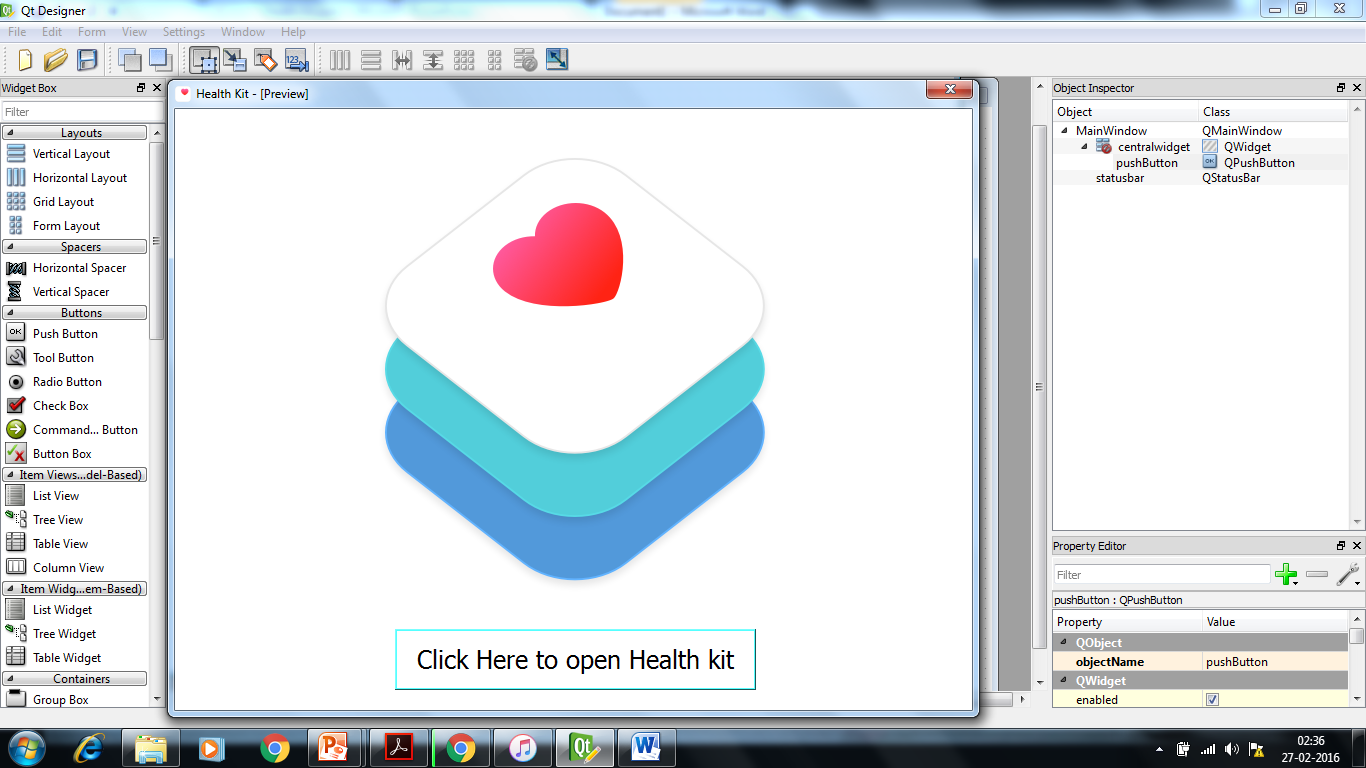 Qt Designer
File Edit Form View Settings Window Help
Widget Box
Filter
Layouts
Vertical Layout
Horizontal Layout
Grid Layout
Form Layout
Spacers
Horizontal Spacer
Vertical Spacer
Buttons
OK Push Button
Tool Button
Radio Button
Check Box
Command... Button
Button Box
Item Views...del-Based)
List View
Tree View
Table View
Column View
Item Widg...em-Based)
List Widget
Tree Widget
Table Widget
Containers
Group Box
Health Kit - [Preview]
Click Here to open Health kit
Object Inspector
Object Class
MainWindow QMainWindow
centralwidget QWidget
pushButton OK QPushButton
statusbar QStatusBar
Property Editor
Filter
pushButton : QPushButton
Property Value
QObject
objectName pushButton
QWidget
enabled
02:36
27-02-2016